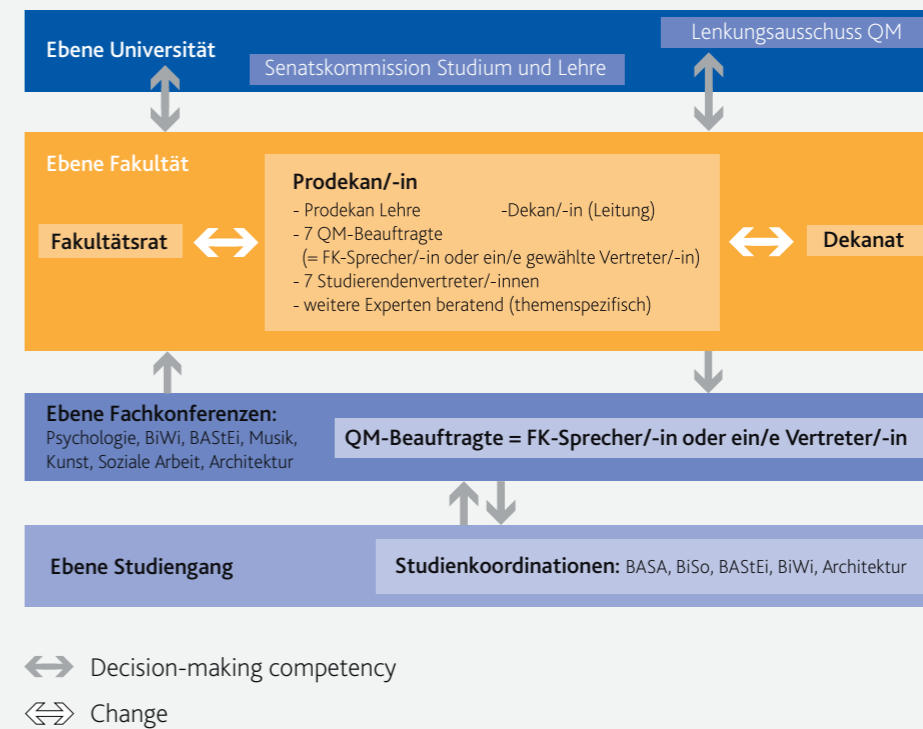 Lenkungsausschuss QM
Ebene Universität
Senatskommission Studium und Lehre
Ebene Fakultät
Prodekan/-in
- Prodekan Lehre -Dekan/-in (Leitung)
- 7 QM-Beauftragte
(= FK-Sprecher/-in oder ein/e gewählte Vertreter/-in)
- 7 Studierendenvertreter/-innen
- weitere Experten beratend (themenspezifisch)
Fakultätsrat
Dekanat
Ebene Fachkonferenzen:
Psychologie, BiWi, BAStEi, Musik,
Kunst, Soziale Arbeit, Architektur
QM-Beauftragte = FK-Sprecher/-in oder ein/e Vertreter/-in
Ebene Studiengang
Studienkoordinationen: BASA, BiSo, BAStEi, BiWi, Architektur
Decision-making competency
Change